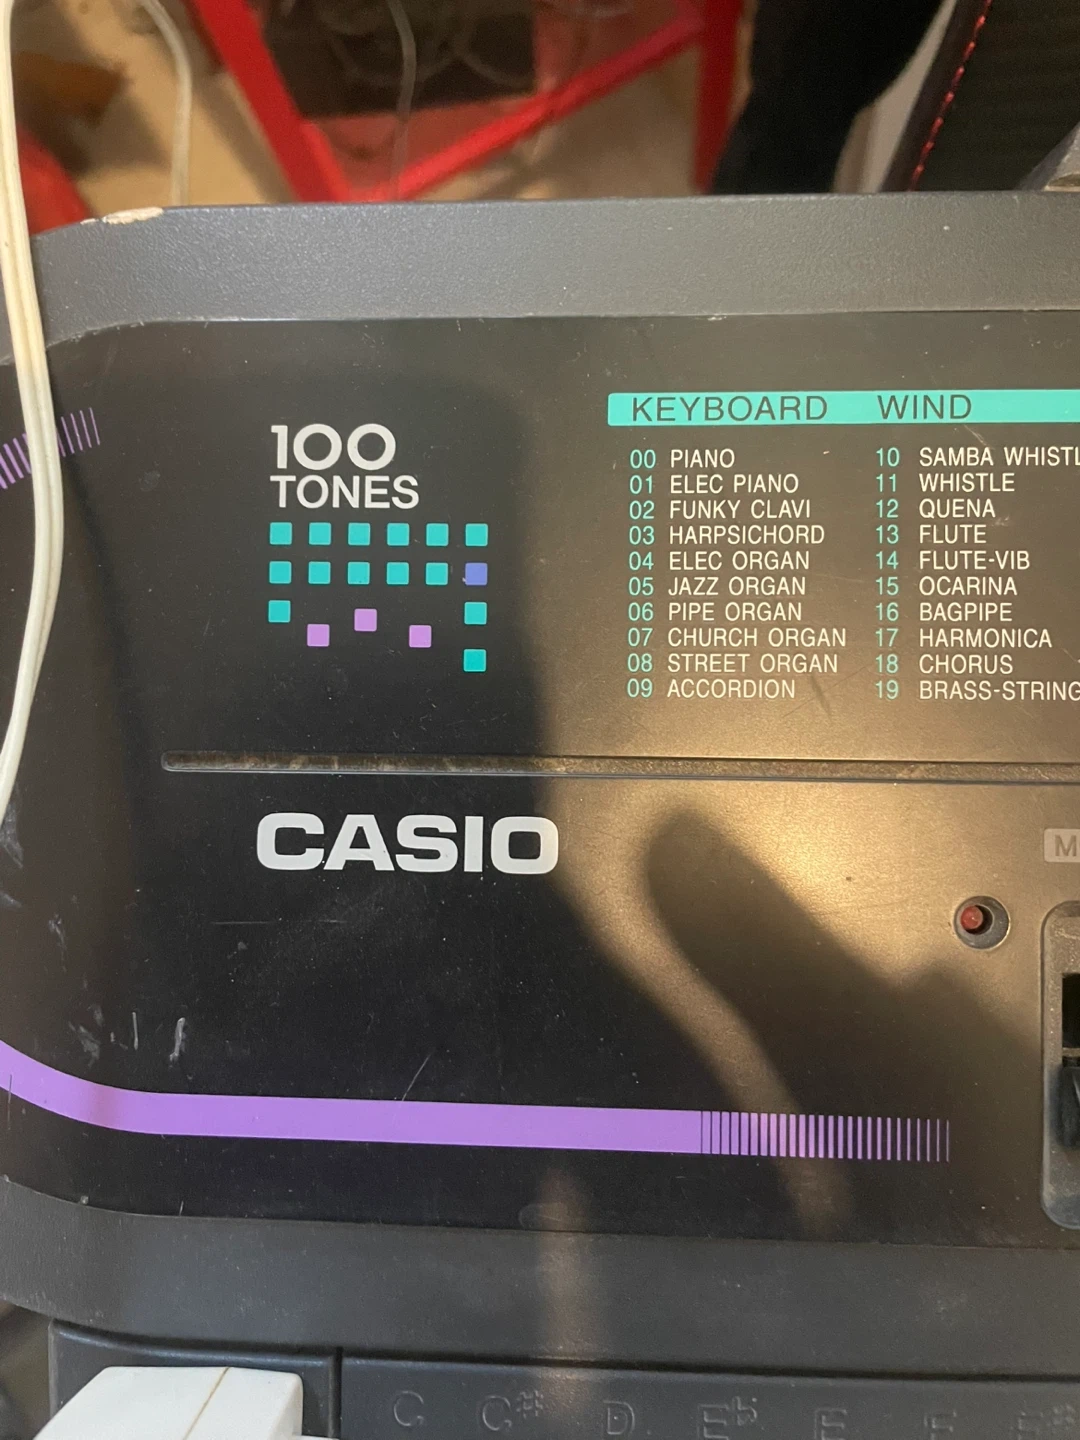 100
TONES
KEYBOARD WIND
00 PIANO 10 SAMBA WHISTL
01 ELEC PIANO 11 WHISTLE
02 FUNKY CLAVI 12 QUENA
03 HARPSICHORD 13 FLUTE
04 ELEC ORGAN 14 FLUTE-VIB
05 JAZZ ORGAN 15 OCARINA
06 PIPE ORGAN 16 BAGPIPE
07 CHURCH ORGAN 17 HARMONICA
08 STREET ORGAN 18 CHORUS
09 ACCORDION 19 BRASS-STRING
CASIO
M
C C♯ D E♭ E F F♯